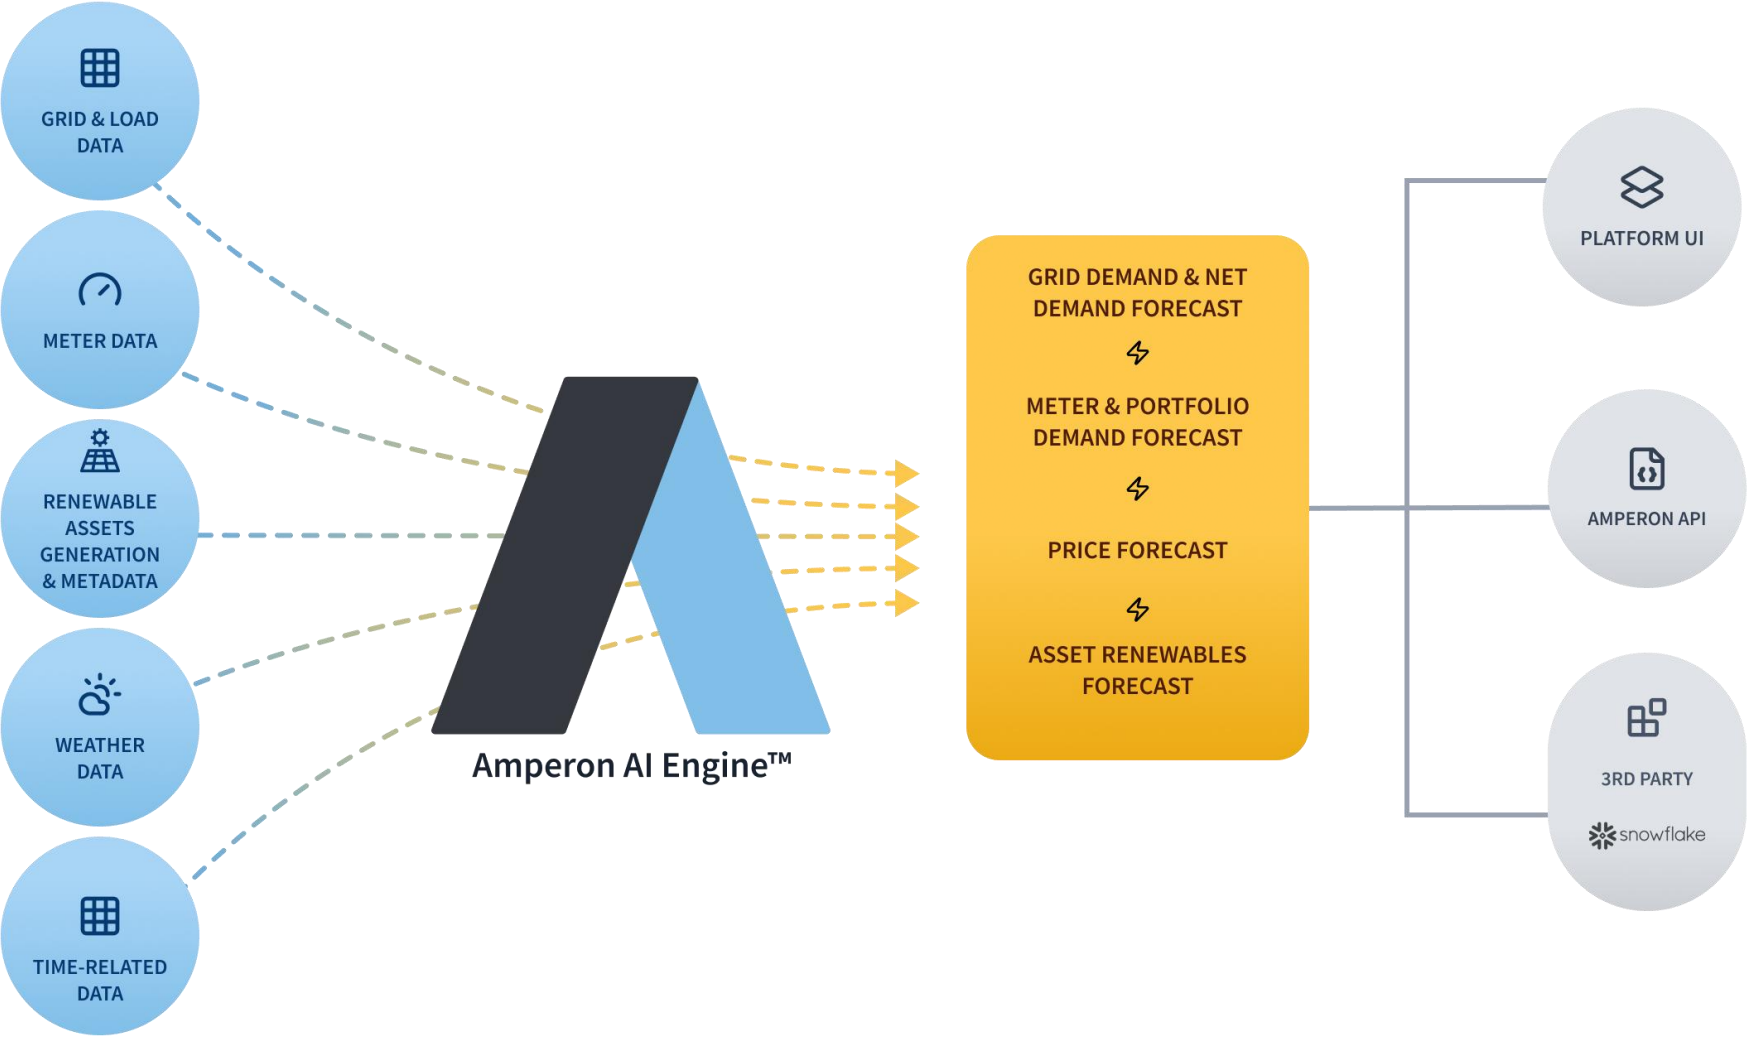 GRID & LOAD
DATA
METER DATA
RENEWABLE
ASSETS
GENERATION
& METADATA
WEATHER
DATA
TIME-RELATED
DATA
Amperon AI Engine™
GRID DEMAND & NET
DEMAND FORECAST
METER & PORTFOLIO
DEMAND FORECAST
PRICE FORECAST
ASSET RENEWABLES
FORECAST
PLATFORM UI
AMPERON API
3RD PARTY
snowflake